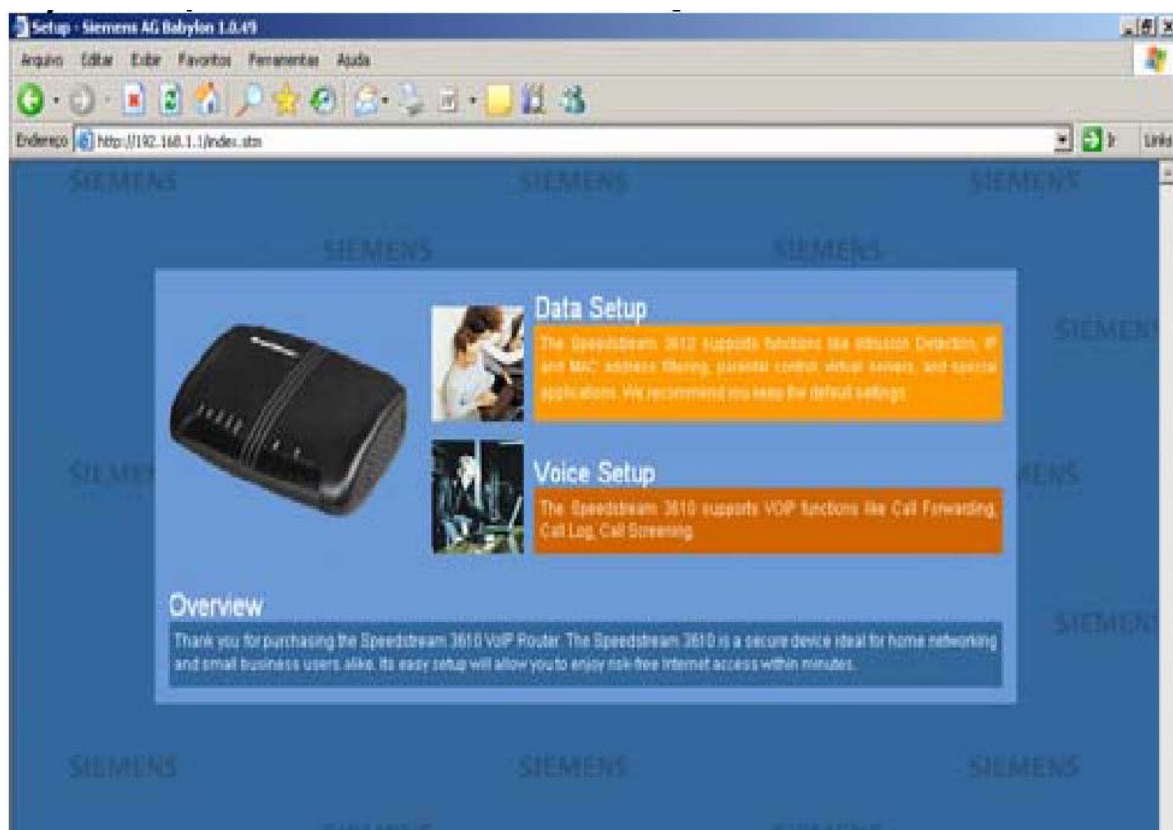 Setup - Siemens AG Babylon 1.0.49
Arquivo Editar Exibir Favoritos Ferramentas Ajuda
Endereço http://192.168.1.1/index.stm Ir Links
SIEMENS SIEMENS SIEMENS
SIEMENS SIEMENS
Data Setup
The Speedstream 3610 supports functions like Intrusion Detection, IP
and MAC address filtering, parental control, virtual servers, and special
applications. We recommend you keep the default settings.
Voice Setup
The Speedstream 3610 supports VOIP functions like Call Forwarding,
Call Log, Call Screening.
Overview
Thank you for purchasing the Speedstream 3610 VoIP Router. The Speedstream 3610 is a secure device ideal for home networking
and small business users alike. Its easy setup will allow you to enjoy risk-free Internet access within minutes.
SIEMENS SIEMENS SIEMENS